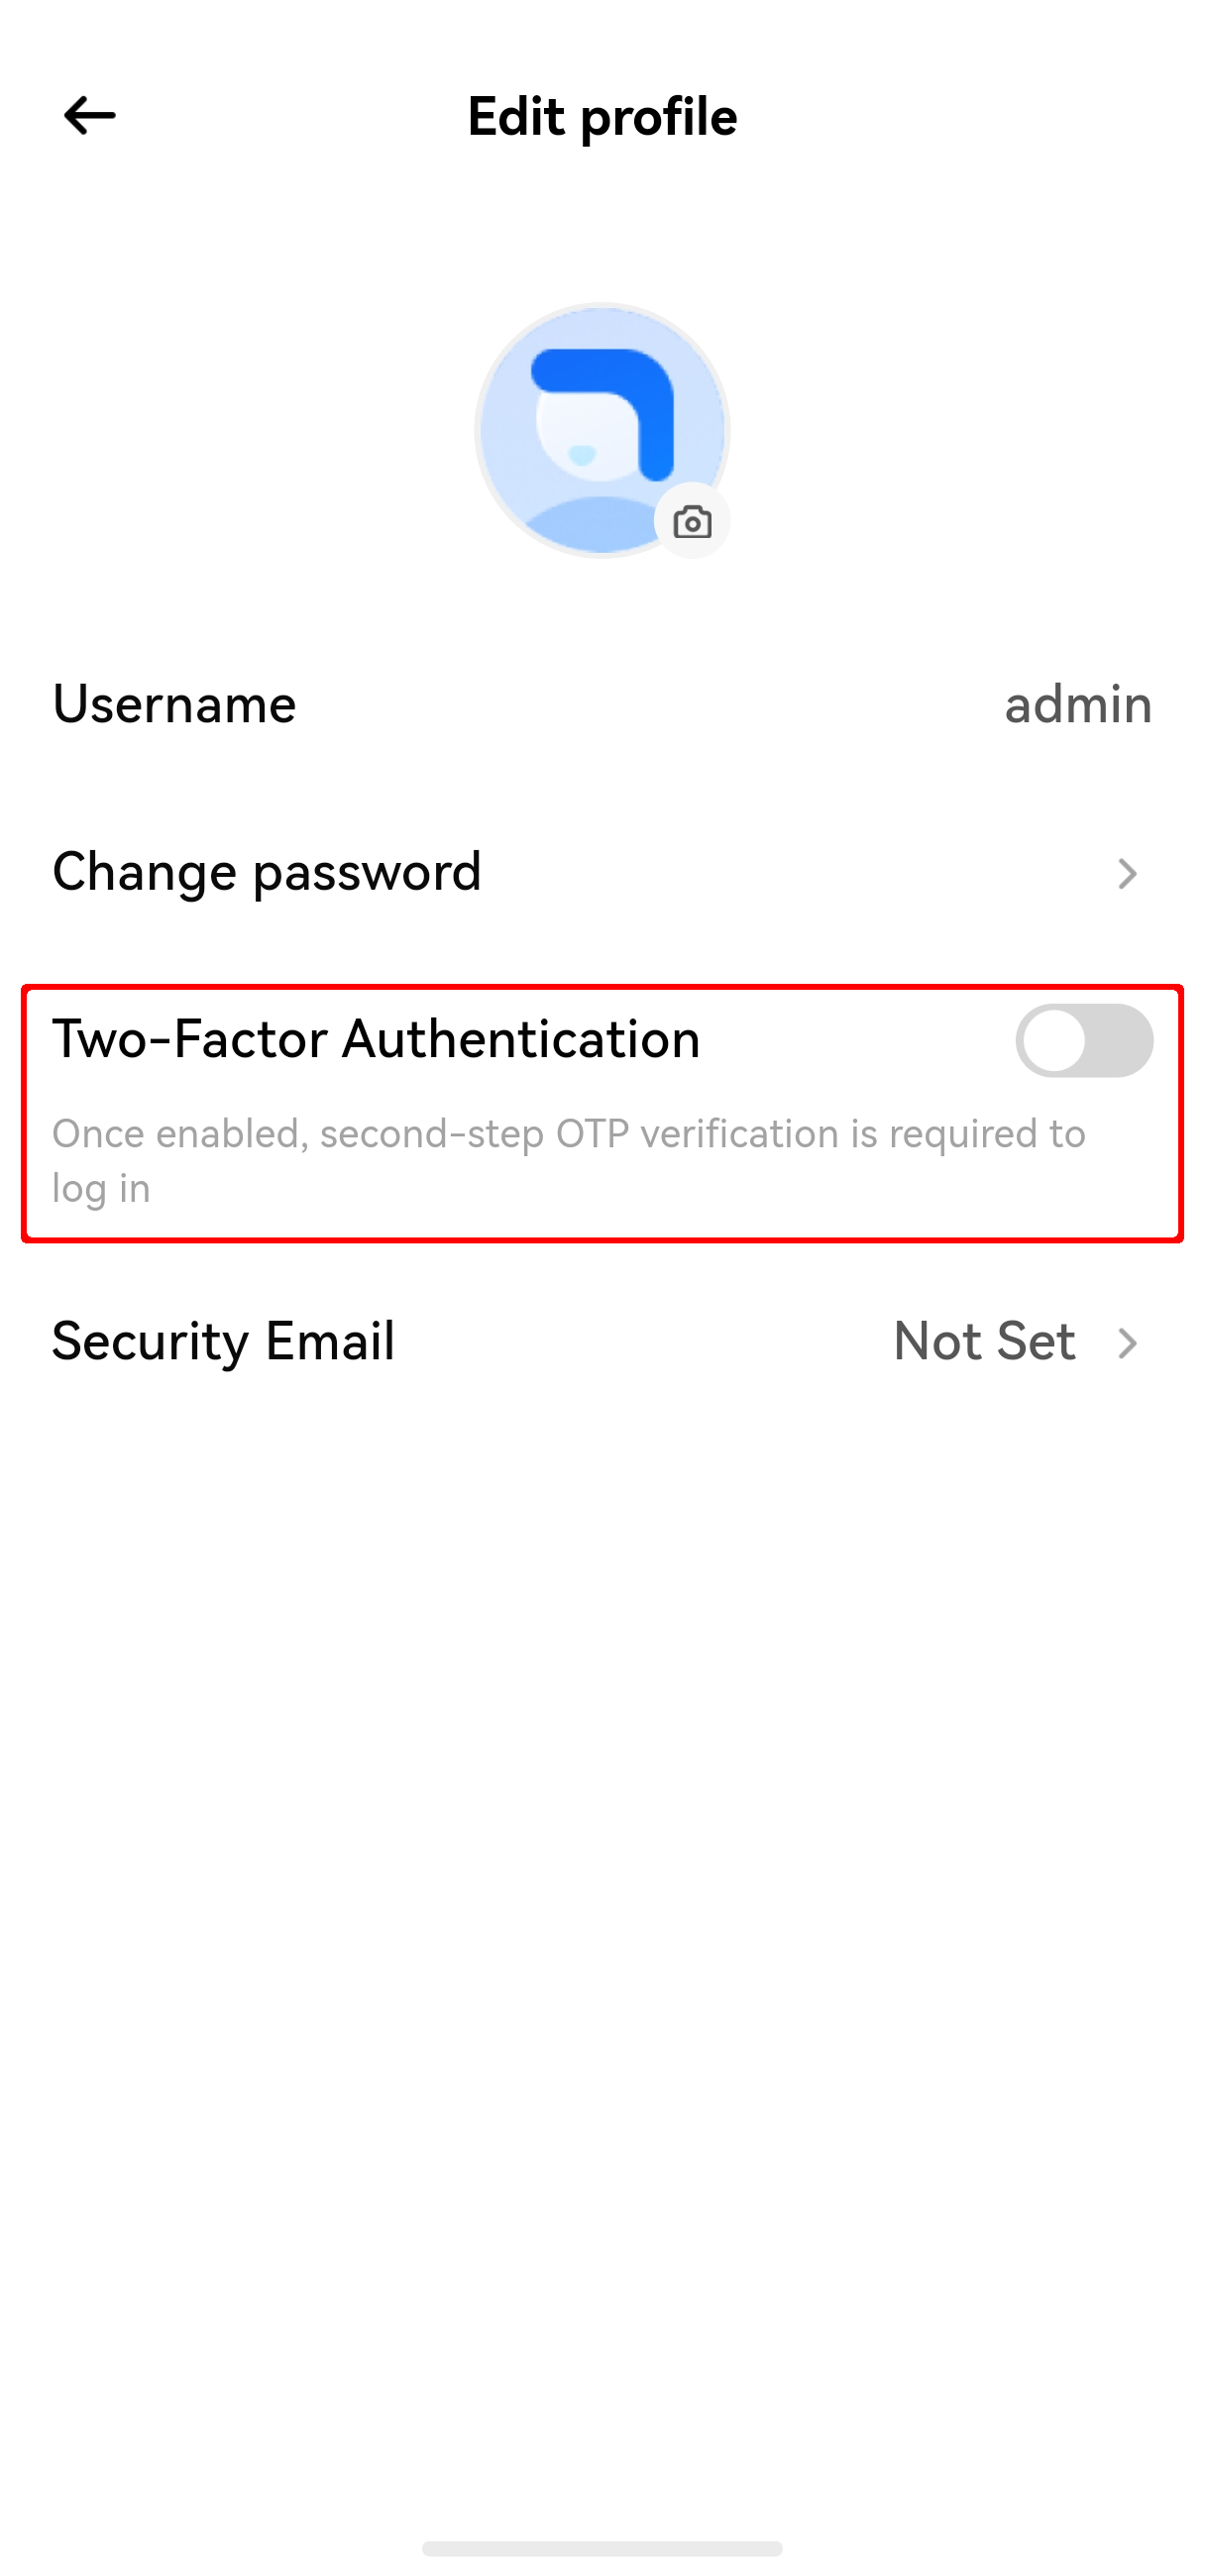 Edit profile
Username admin
Change password
Two-Factor Authentication
Once enabled, second-step OTP verification is required to
log in
Security Email Not Set